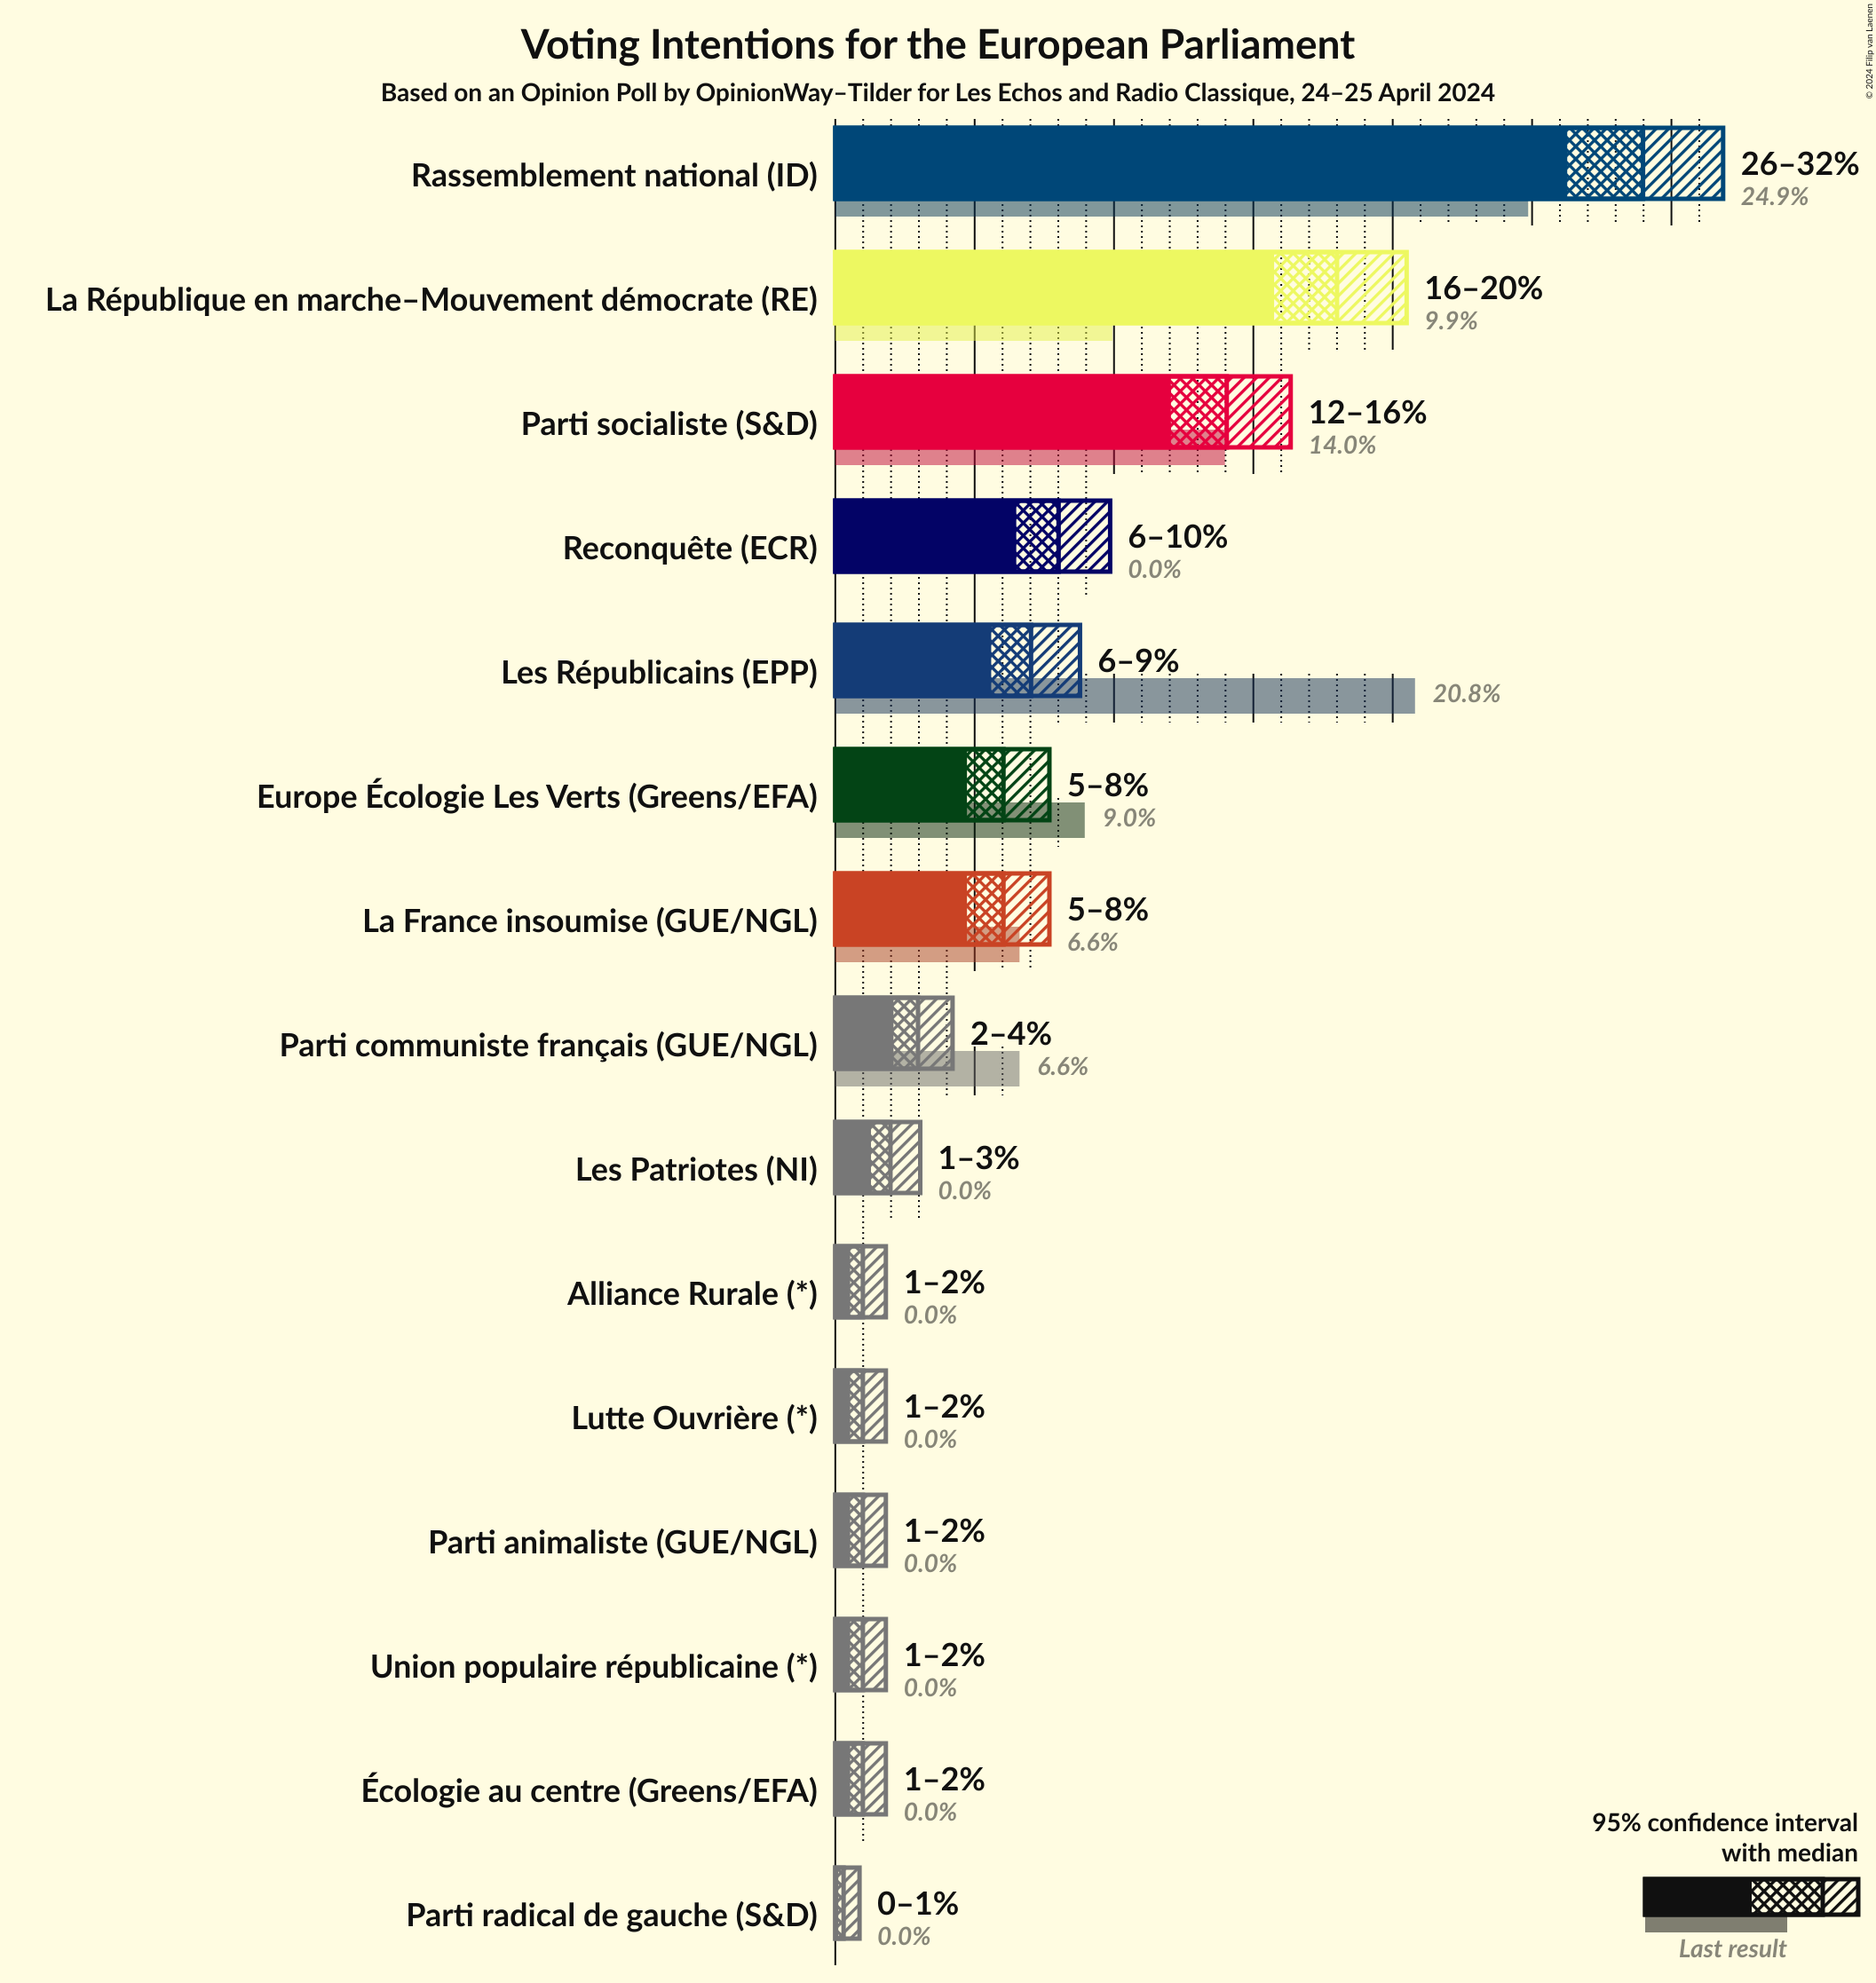 Voting Intentions for the European Parliament
Based on an Opinion Poll by OpinionWay–Tilder for Les Echos and Radio Classique, 24–25 April 2024
© 2024 Filip van Laenen
Rassemblement national (ID)
26–32%
24.9%
La République en marche–Mouvement démocrate (RE)
16–20%
9.9%
Parti socialiste (S&D)
12–16%
14.0%
Reconquête (ECR)
6–10%
0.0%
Les Républicains (EPP)
6–9%
20.8%
Europe Écologie Les Verts (Greens/EFA)
5–8%
9.0%
La France insoumise (GUE/NGL)
5–8%
6.6%
Parti communiste français (GUE/NGL)
2–4%
6.6%
Les Patriotes (NI)
1–3%
0.0%
Alliance Rurale (*)
1–2%
0.0%
Lutte Ouvrière (*)
1–2%
0.0%
Parti animaliste (GUE/NGL)
1–2%
0.0%
Union populaire républicaine (*)
1–2%
0.0%
Écologie au centre (Greens/EFA)
1–2%
0.0%
Parti radical de gauche (S&D)
0–1%
0.0%
95% confidence interval
with median
Last result